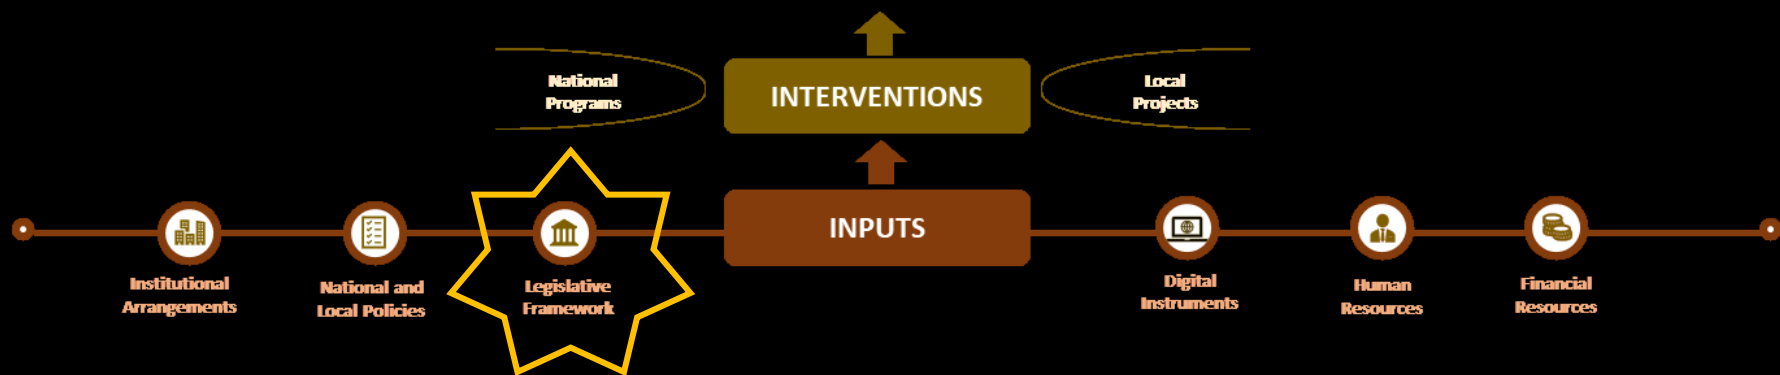 National
Programs
INTERVENTIONS
Local
Projects
INPUTS
Institutional
Arrangements
National and
Local Policies
Legislative
Framework
Digital
Instruments
Human
Resources
Financial
Resources